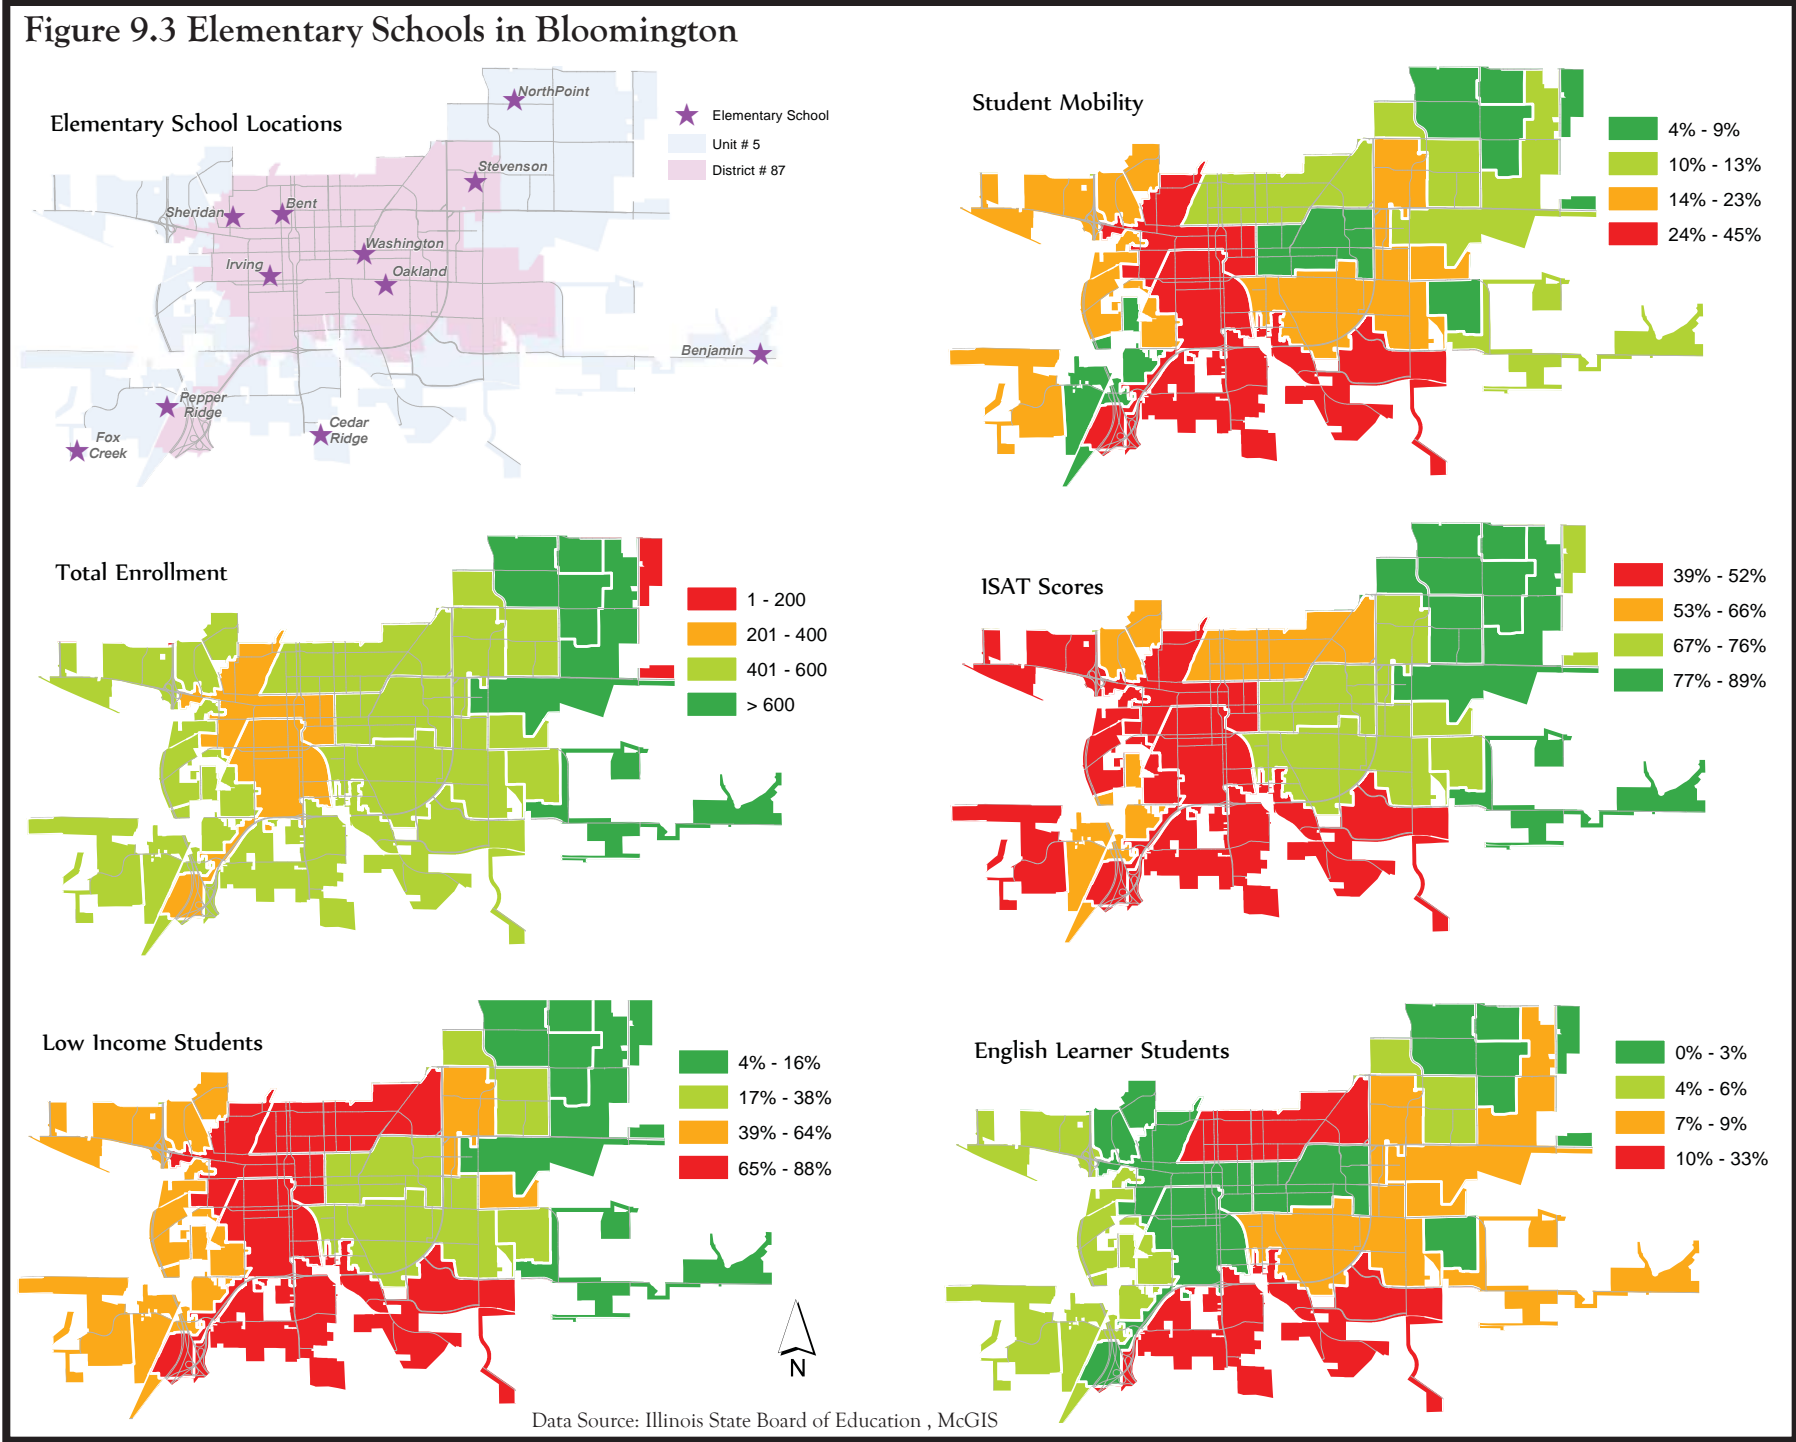 Figure 9.3 Elementary Schools in Bloomington
Elementary School Locations
NorthPoint
Stevenson
Sheridan
Bent
Washington
Irving
Oakland
Benjamin
Pepper
Ridge
Fox
Creek
Cedar
Ridge
Elementary School
Unit # 5
District # 87
Student Mobility
4% - 9%
10% - 13%
14% - 23%
24% - 45%
Total Enrollment
1 - 200
201 - 400
401 - 600
> 600
ISAT Scores
39% - 52%
53% - 66%
67% - 76%
77% - 89%
Low Income Students
4% - 16%
17% - 38%
39% - 64%
65% - 88%
N
English Learner Students
0% - 3%
4% - 6%
7% - 9%
10% - 33%
Data Source: Illinois State Board of Education , McGIS